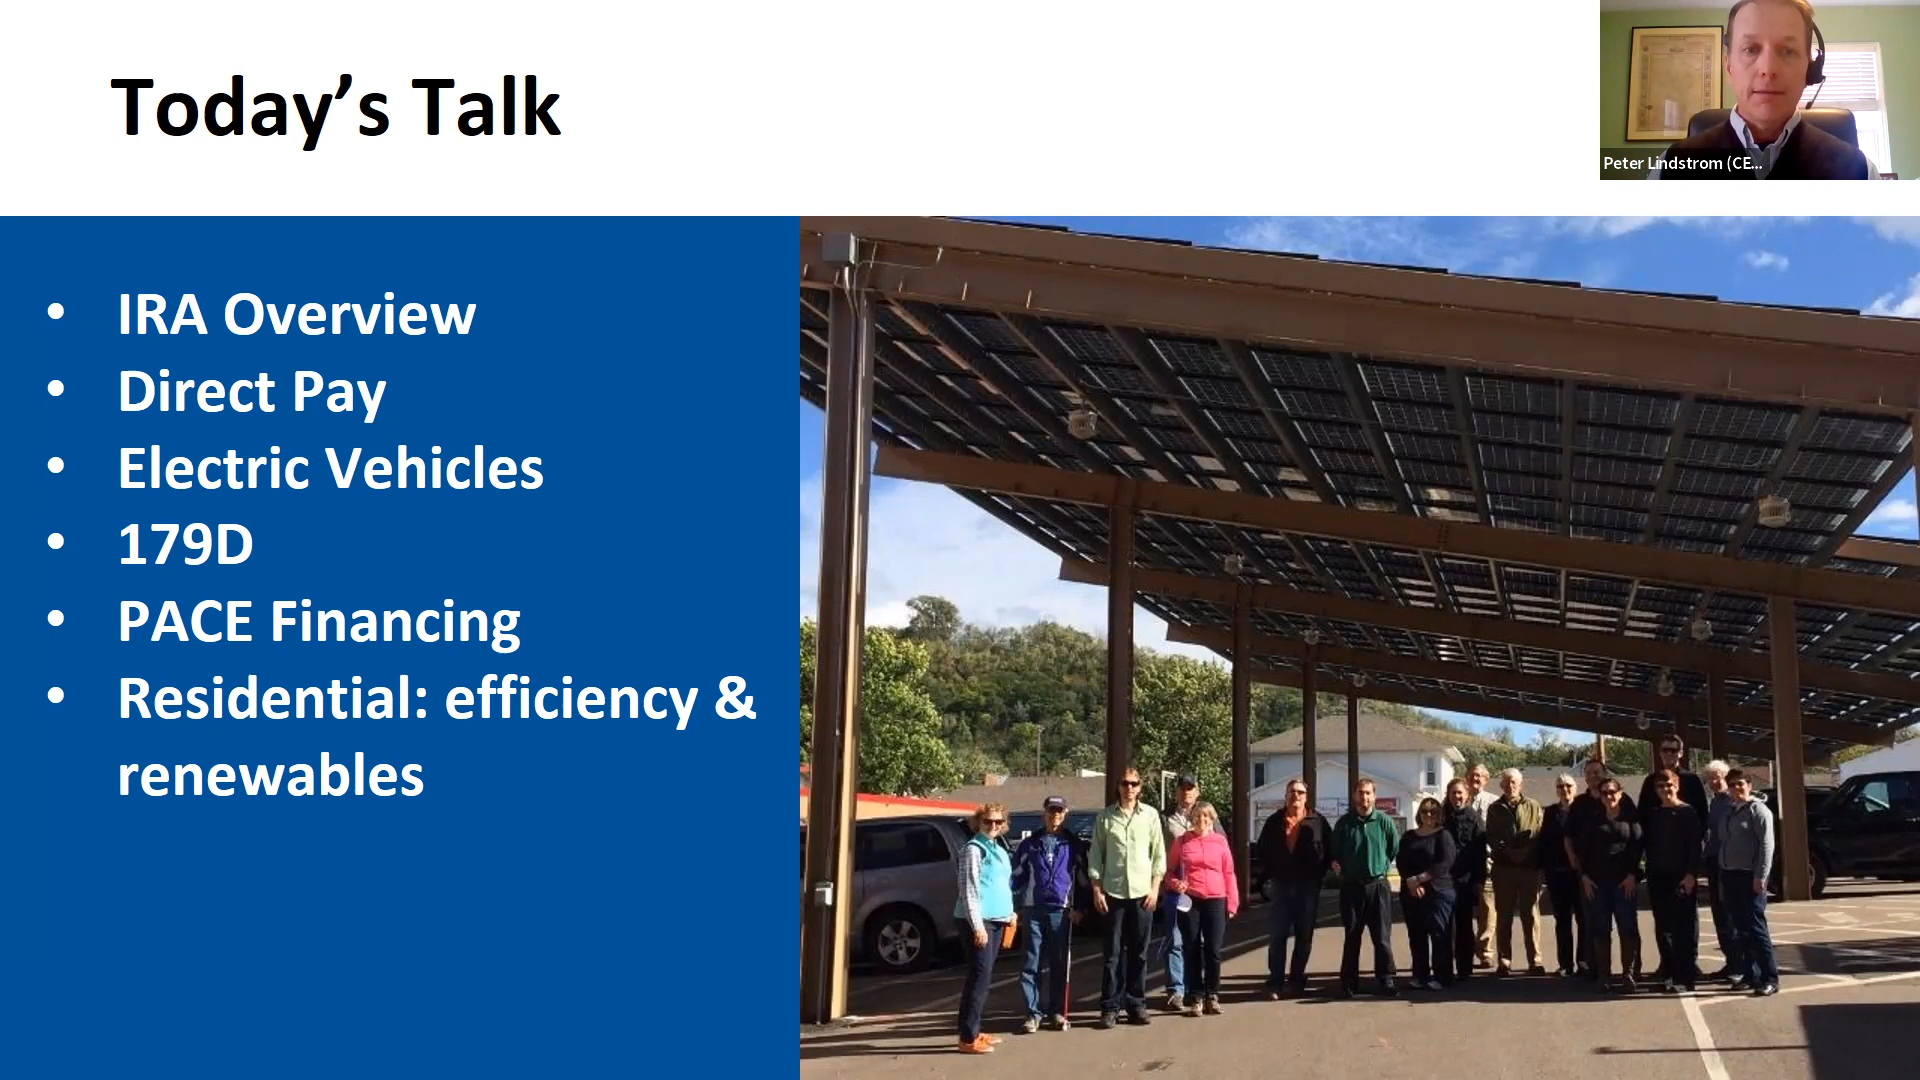 Today’s Talk
Peter Lindstrom (CE...
• IRA Overview
• Direct Pay
• Electric Vehicles
• 179D
• PACE Financing
• Residential: efficiency &
renewables